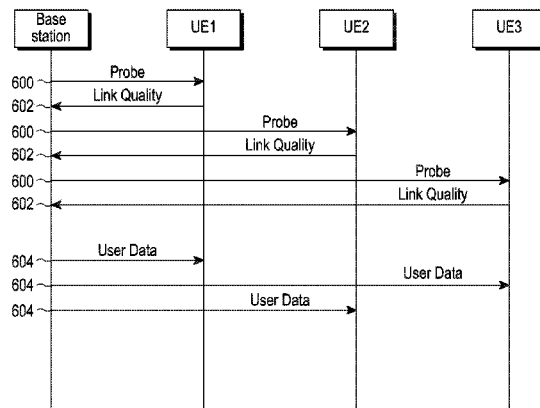 Base
station
UE1
UE2
UE3
600
Probe
602
Link Quality
600
Probe
602
Link Quality
600
Probe
602
Link Quality
604
User Data
604
User Data
604
User Data